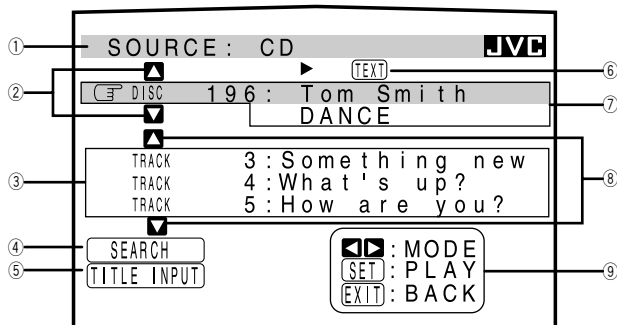 ① SOURCE: CD JVC
▲ ▶ TEXT ⑥
② ☞ DISC 196: Tom Smith ⑦
▼ DANCE
▲
TRACK 3:Something new
③ TRACK 4:What's up? ⑧
TRACK 5:How are you?
▼
④ SEARCH ◀▶:MODE
⑤ TITLE INPUT SET:PLAY ⑨
EXIT:BACK